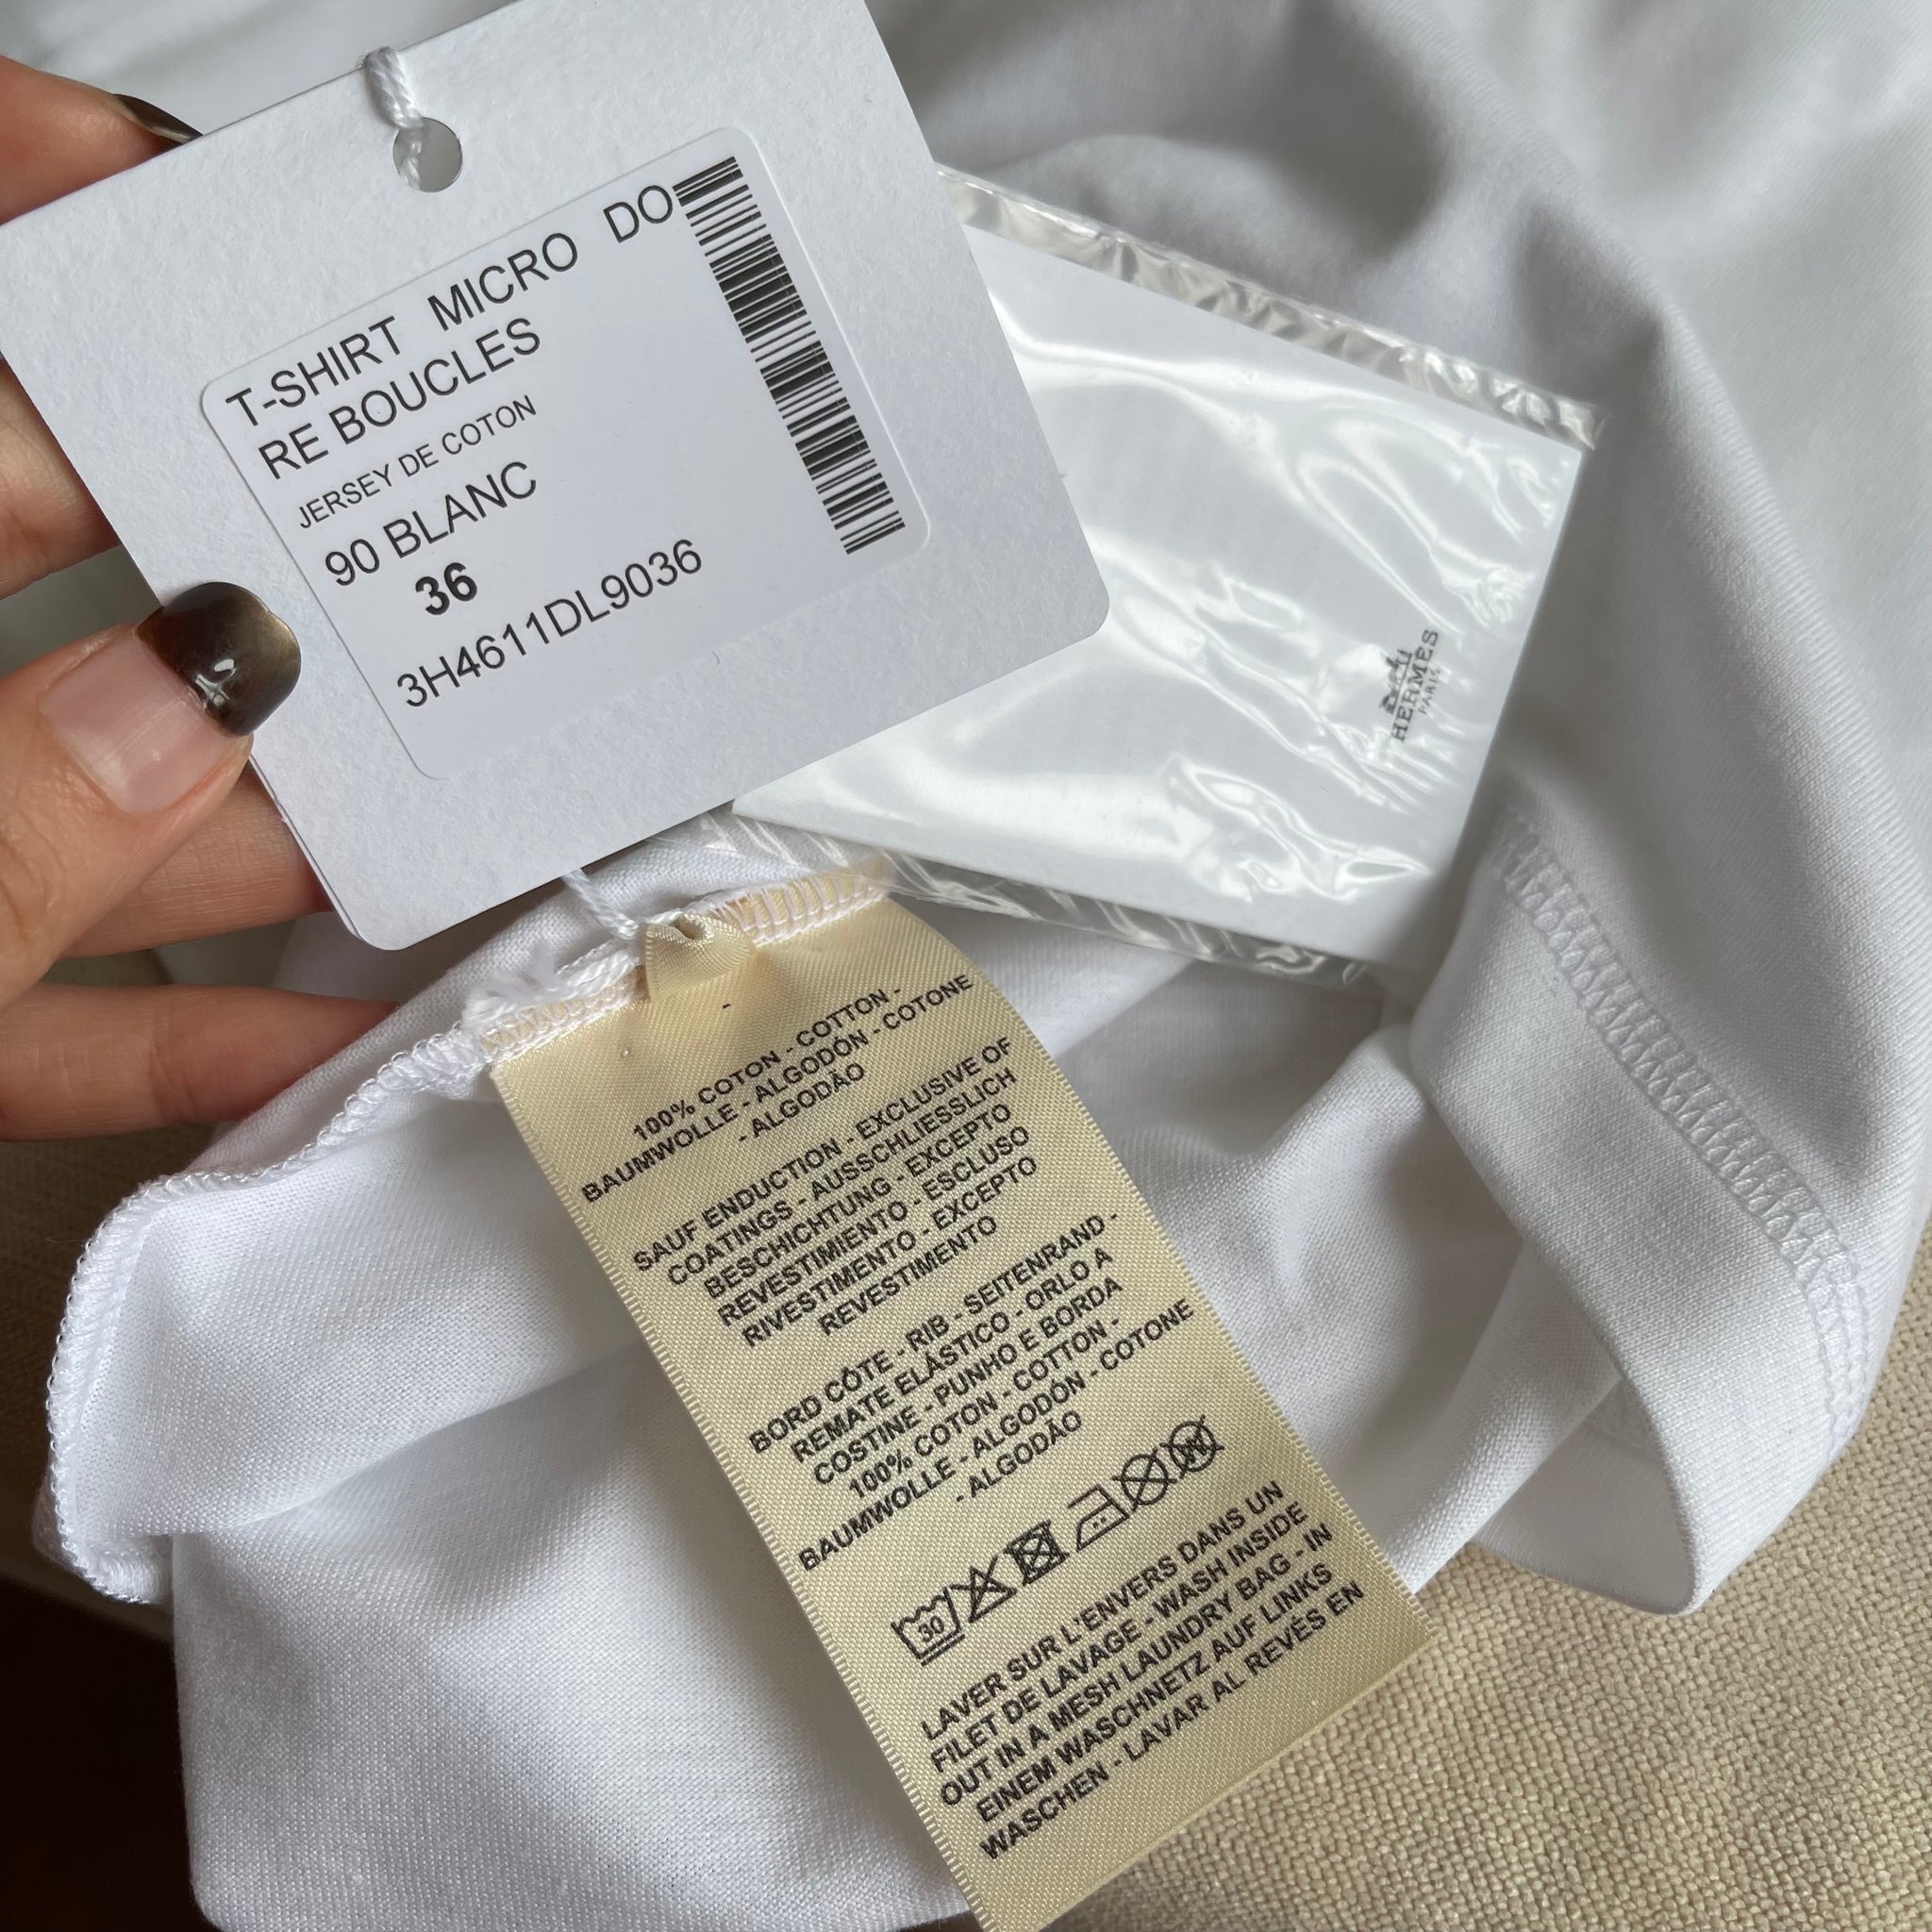 T-SHIRT MICRO DO
RE BOUCLES
JERSEY DE COTON
90 BLANC
36
3H4611DL9036
HERMÈS
PARIS
-
100% COTON - COTTON -
BAUMWOLLE - ALGODÓN - COTONE
- ALGODÃO
SAUF ENDUCTION - EXCLUSIVE OF
COATINGS - AUSSCHLIESSLICH
BESCHICHTUNG - EXCEPTO
REVESTIMIENTO - ESCLUSO
RIVESTIMENTO - EXCEPTO
REVESTIMENTO
BORD CÔTE - RIB - SEITENRAND -
REMATE ELÁSTICO - ORLO A
COSTINE - PUNHO E BORDA
100% COTON - COTTON -
BAUMWOLLE - ALGODÓN - COTONE
- ALGODÃO
30 W
LAVER SUR L'ENVERS DANS UN
FILET DE LAVAGE - WASH INSIDE
OUT IN A MESH LAUNDRY BAG - IN
EINEM WASCHNETZ AUF LINKS
WASCHEN - LAVAR AL REVÉS EN